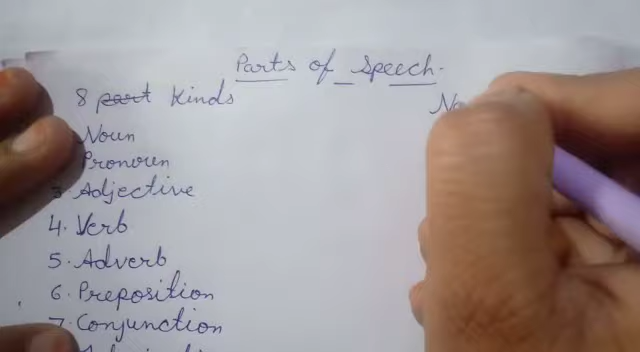 Parts of Speech.
8 part Kinds
Noun
Pronoun
3. Adjective
4. Verb
5. Adverb
6. Preposition
7. Conjunction